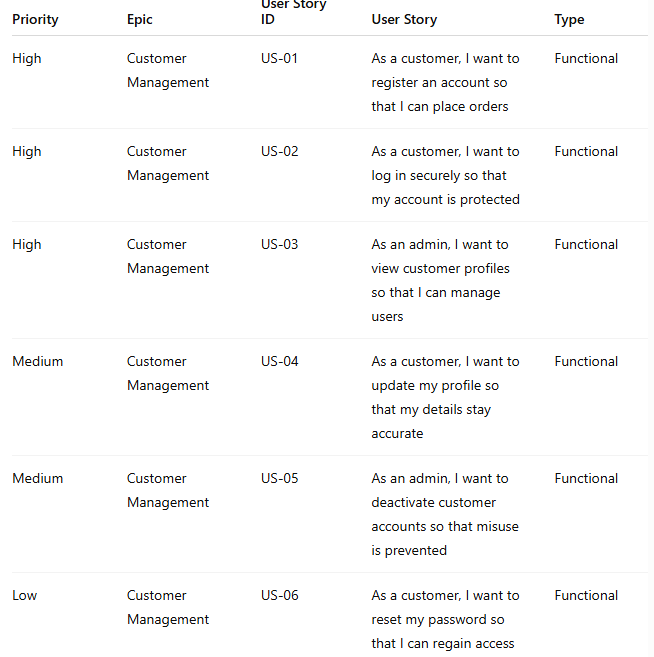 Priority Epic User Story ID User Story Type
High Customer Management US-01 As a customer, I want to register an account so that I can place orders Functional
High Customer Management US-02 As a customer, I want to log in securely so that my account is protected Functional
High Customer Management US-03 As an admin, I want to view customer profiles so that I can manage users Functional
Medium Customer Management US-04 As a customer, I want to update my profile so that my details stay accurate Functional
Medium Customer Management US-05 As an admin, I want to deactivate customer accounts so that misuse is prevented Functional
Low Customer Management US-06 As a customer, I want to reset my password so that I can regain access Functional